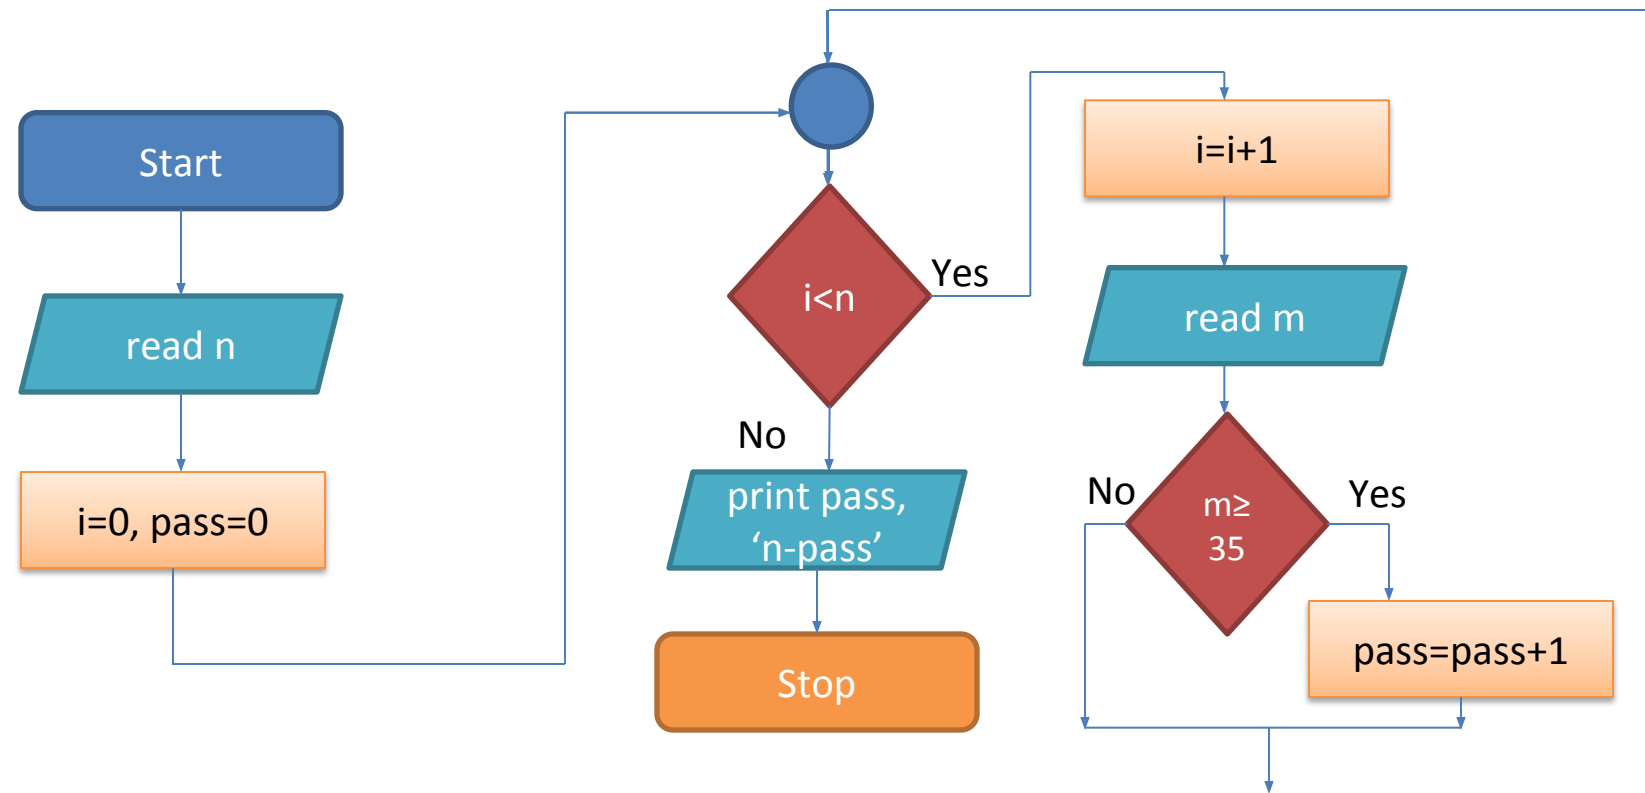 Start
read n
i=0, pass=0
i<n
Yes
No
print pass,
‘n-pass’
Stop
i=i+1
read m
m≥
35
No
Yes
pass=pass+1